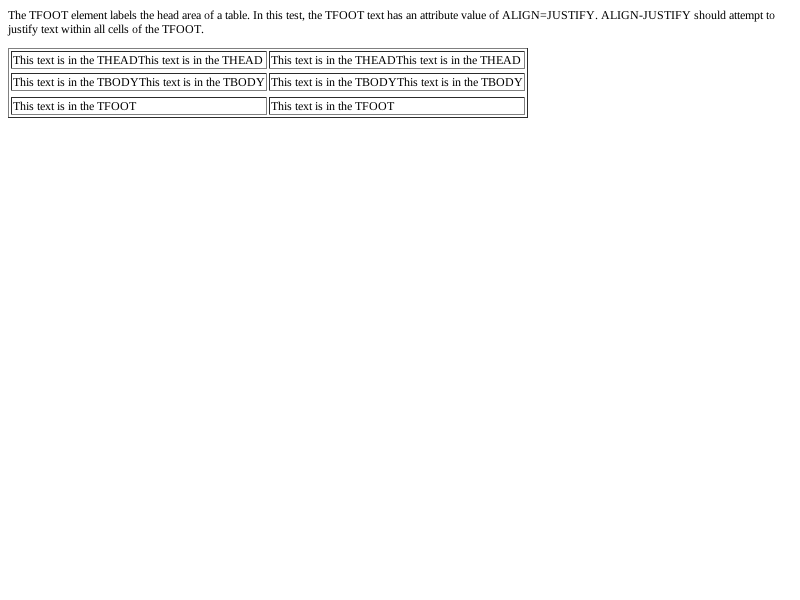 The TFOOT element labels the head area of a table. In this test, the TFOOT text has an attribute value of ALIGN=JUSTIFY. ALIGN-JUSTIFY should attempt to
justify text within all cells of the TFOOT.
This text is in the THEADThis text is in the THEAD This text is in the THEADThis text is in the THEAD
This text is in the TBODYThis text is in the TBODY This text is in the TBODYThis text is in the TBODY
This text is in the TFOOT This text is in the TFOOT